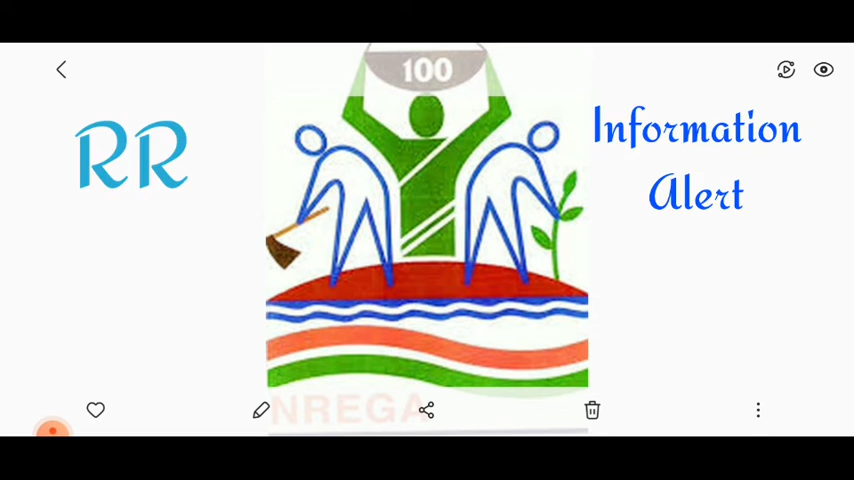 100
RR
Information
Alert
NREGA